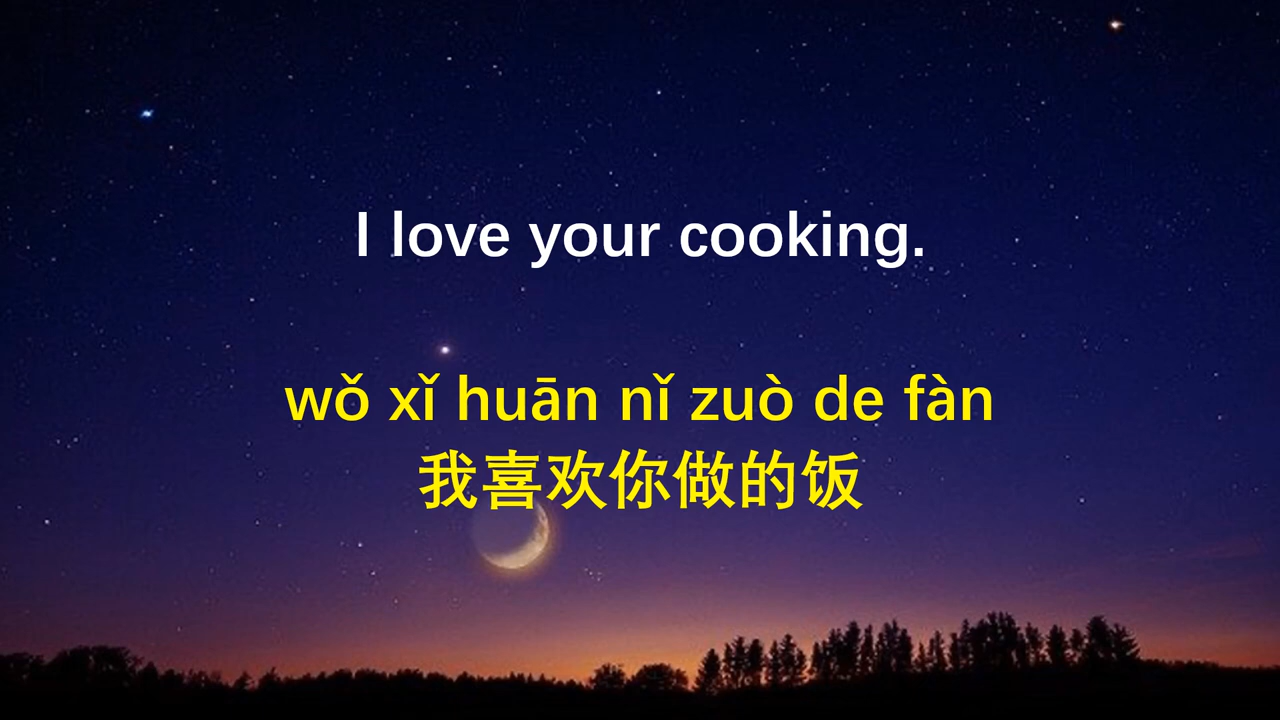 I love your cooking.
wǒ xǐ huān nǐ zuò de fàn
我喜欢你做的饭